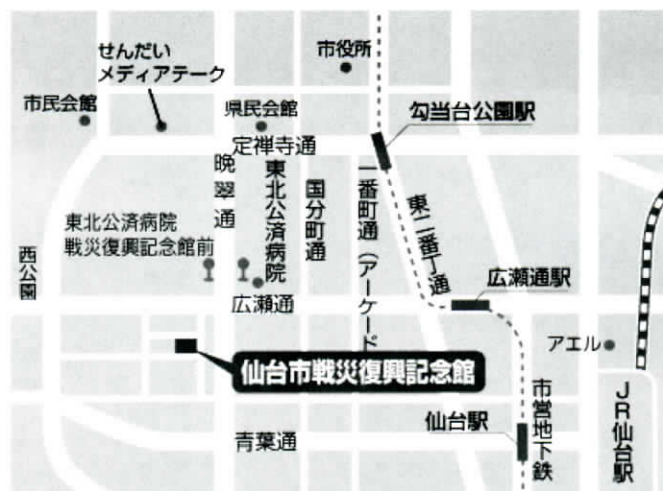 せんだい
メディアテーク
市役所
市民会館
県民会館
勾当台公園駅
定禅寺通
晩翠通
東北公済病院
国分町通
一番町通（アーケード
東二番丁通
東北公済病院
戦災復興記念館前
西公園
広瀬通
広瀬通駅
アエル
仙台市戦災復興記念館
仙台駅
市営地下鉄
JR仙台駅
青葉通